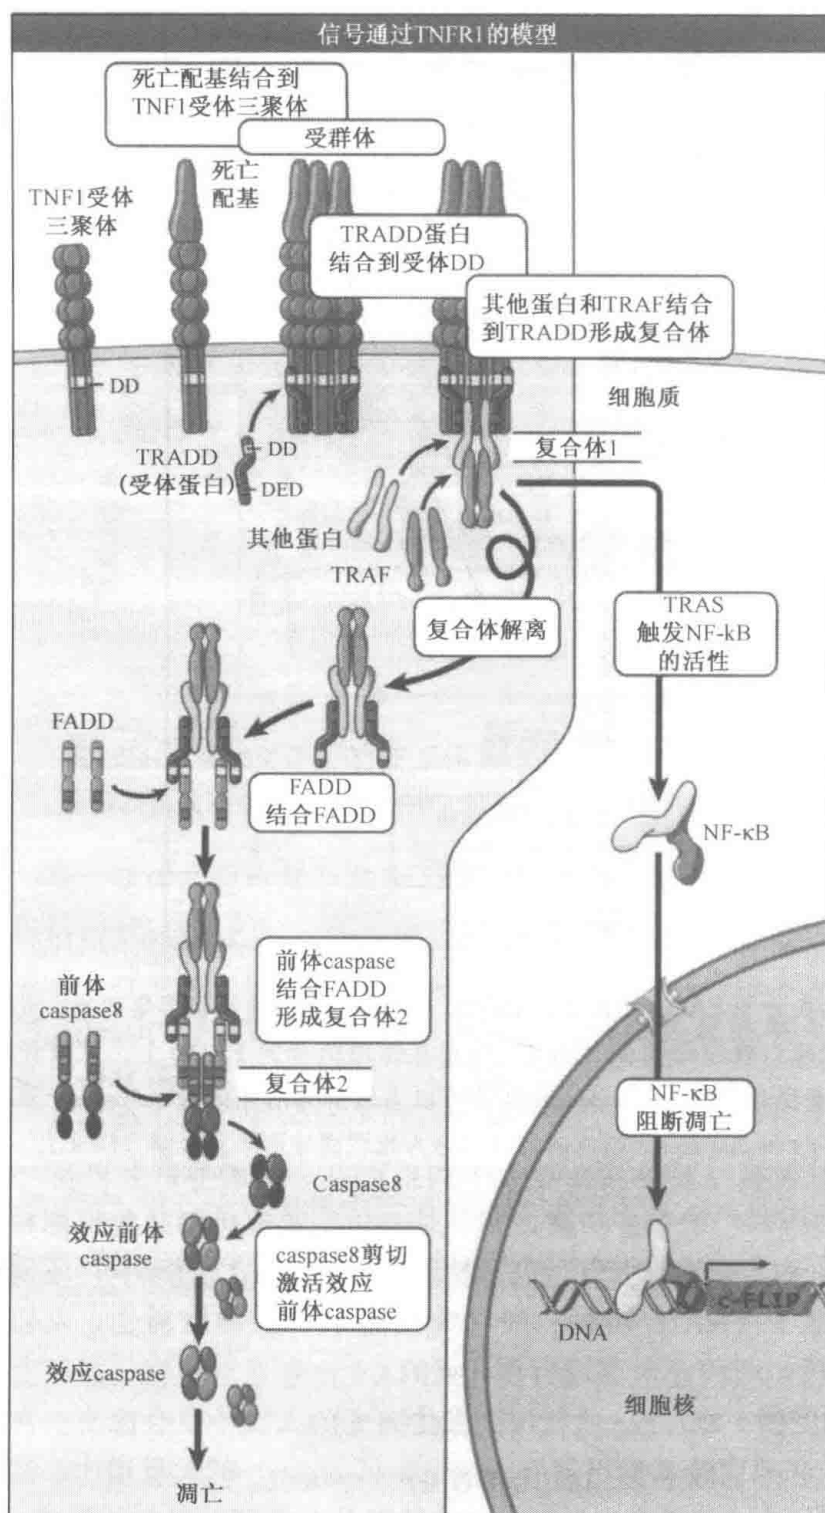 信号通过TNFR1的模型
死亡配基结合到
TNF1受体三聚体
受群体
死亡
配基
TNF1受体
三聚体
TRADD蛋白
结合到受体DD
其他蛋白和TRAF结合
到TRADD形成复合体
DD
细胞质
TRADD
(受体蛋白)
DD
DED
复合体1
其他蛋白
TRAF
复合体解离
TRAS
触发NF-kB
的活性
FADD
FADD
结合FADD
NF-κB
前体
caspase8
前体caspase
结合FADD
形成复合体2
复合体2
NF-κB
阻断凋亡
Caspase8
效应前体
caspase
caspase8剪切
激活效应
前体caspase
c-FLIP
DNA
效应caspase
细胞核
凋亡